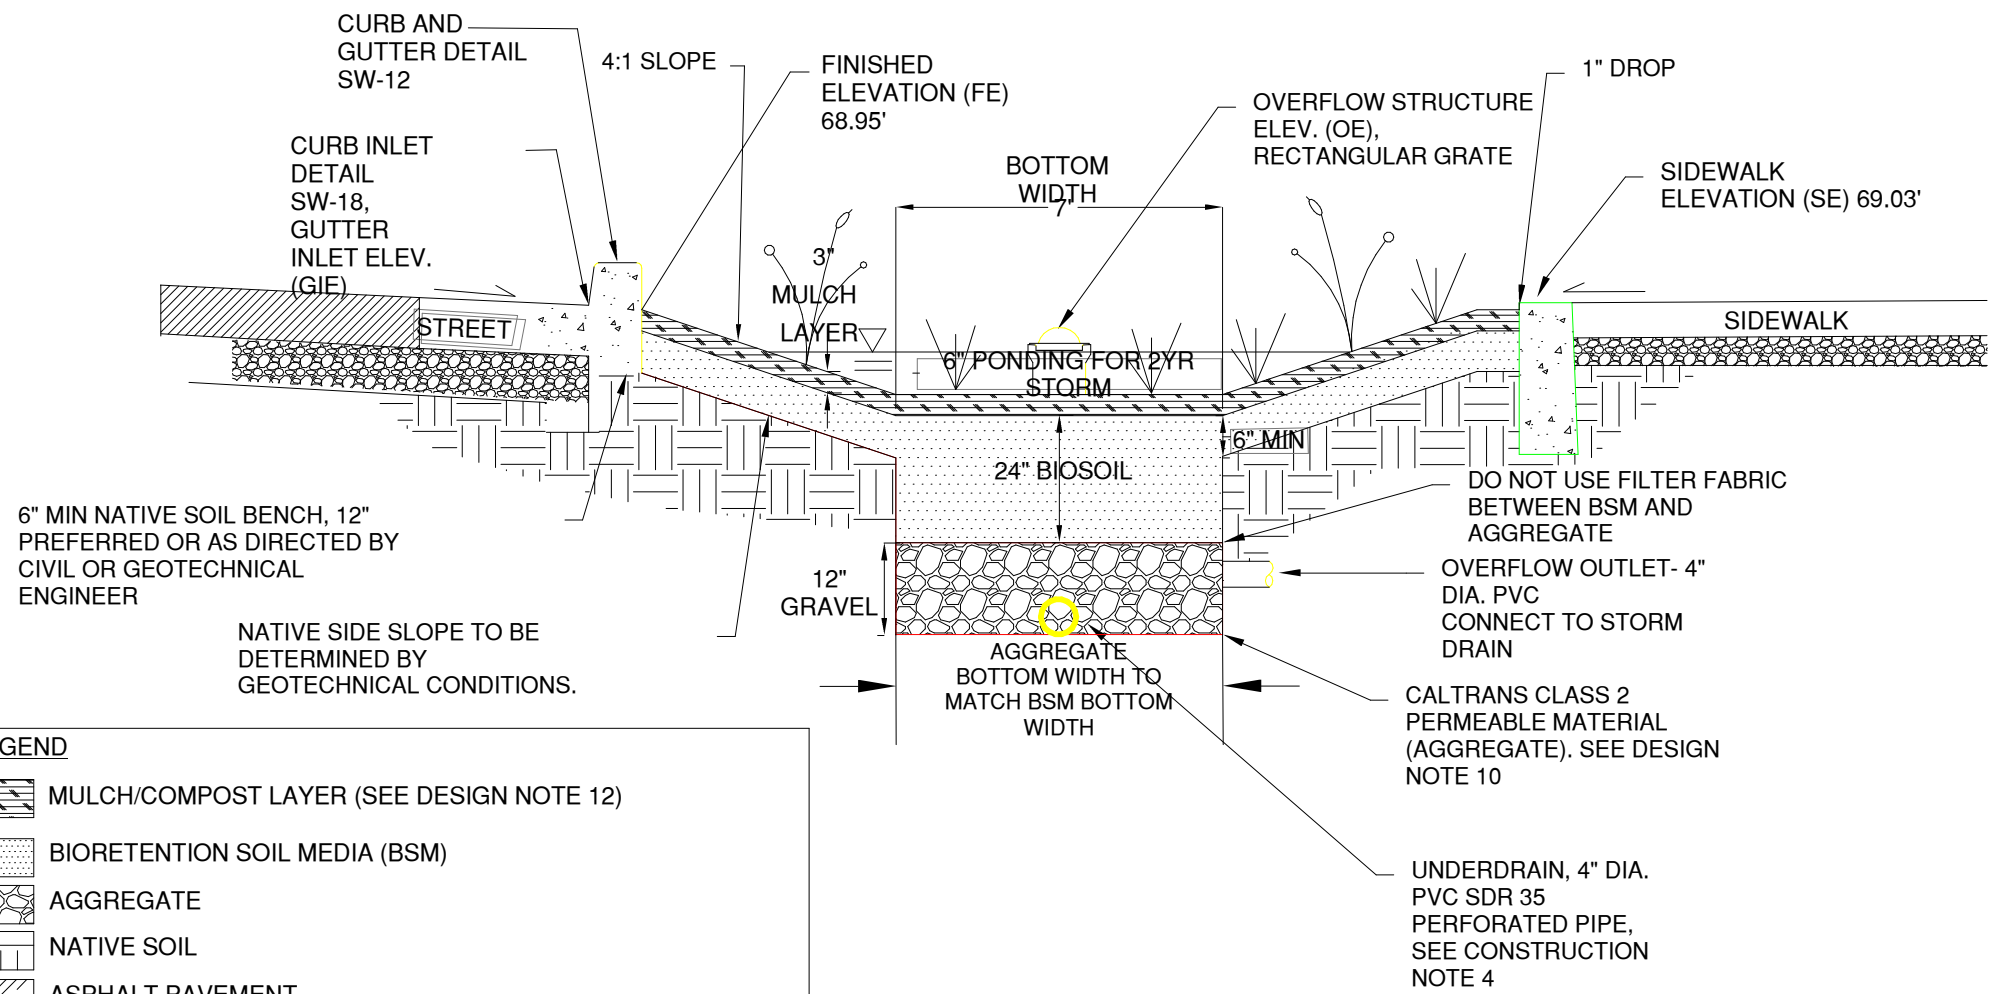 CURB AND
GUTTER DETAIL
SW-12
4:1 SLOPE
FINISHED
ELEVATION (FE)
68.95'
1" DROP
OVERFLOW STRUCTURE
ELEV. (OE),
RECTANGULAR GRATE
CURB INLET
DETAIL
SW-18,
GUTTER
INLET ELEV.
(GIE)
BOTTOM
WIDTH
7'
SIDEWALK
ELEVATION (SE) 69.03'
3"
MULCH
LAYER
STREET
SIDEWALK
6" PONDING FOR 2YR
STORM
6" MIN
24" BIOSOIL
DO NOT USE FILTER FABRIC
BETWEEN BSM AND
AGGREGATE
6" MIN NATIVE SOIL BENCH, 12"
PREFERRED OR AS DIRECTED BY
CIVIL OR GEOTECHNICAL
ENGINEER
12"
GRAVEL
OVERFLOW OUTLET- 4"
DIA. PVC
CONNECT TO STORM
DRAIN
NATIVE SIDE SLOPE TO BE
DETERMINED BY
GEOTECHNICAL CONDITIONS.
AGGREGATE
BOTTOM WIDTH TO
MATCH BSM BOTTOM
WIDTH
CALTRANS CLASS 2
PERMEABLE MATERIAL
(AGGREGATE). SEE DESIGN
NOTE 10
UNDERDRAIN, 4" DIA.
PVC SDR 35
PERFORATED PIPE,
SEE CONSTRUCTION
NOTE 4
GEND
MULCH/COMPOST LAYER (SEE DESIGN NOTE 12)
BIORETENTION SOIL MEDIA (BSM)
AGGREGATE
NATIVE SOIL
ASPHALT PAVEMENT